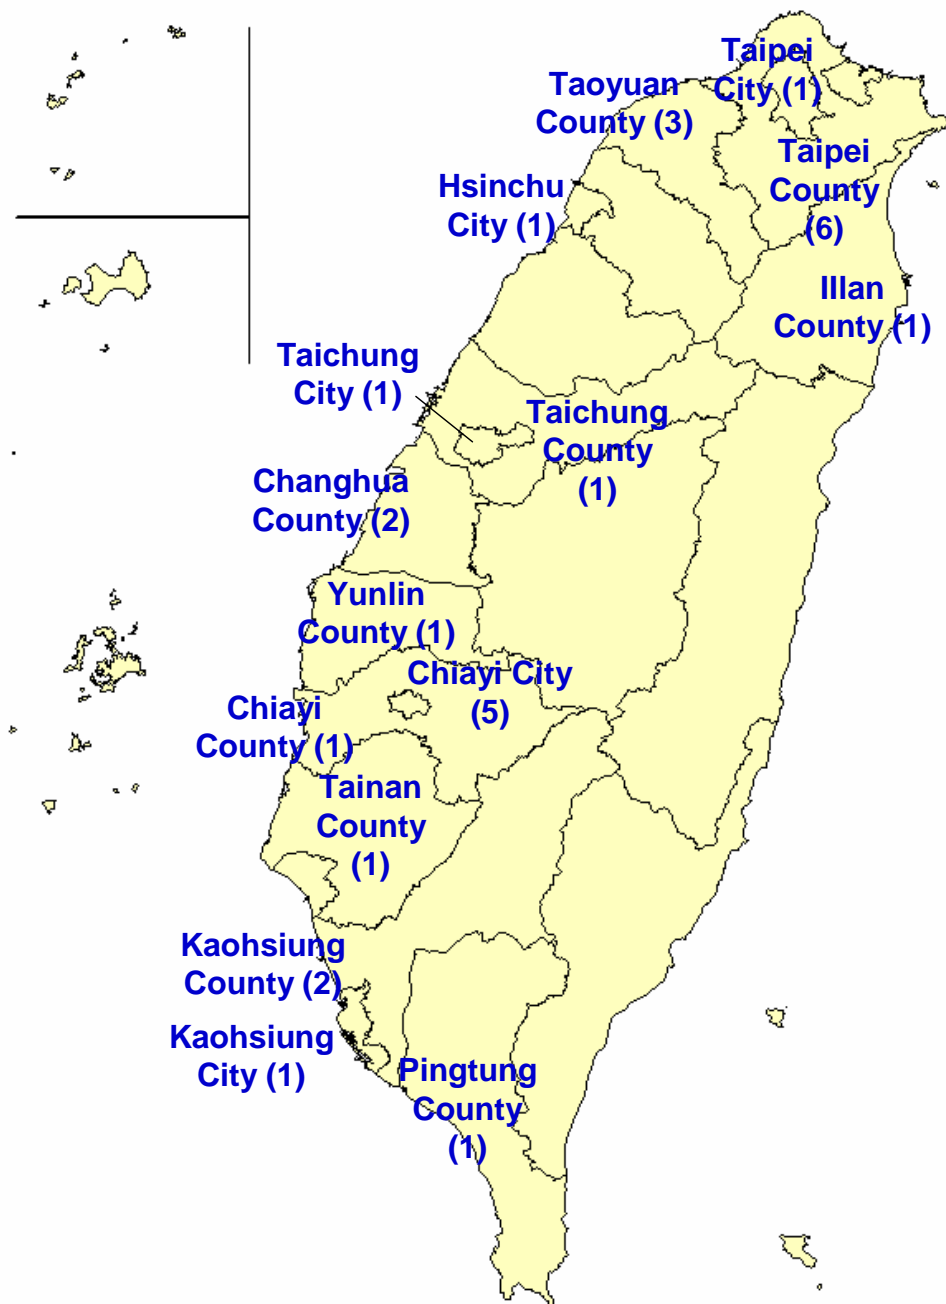 Taipei
City (1)
Taoyuan
County (3)
Taipei
County
(6)
Hsinchu
City (1)
Illan
County (1)
Taichung
City (1)
Taichung
County
(1)
Changhua
County (2)
Yunlin
County (1)
Chiayi City
(5)
Chiayi
County (1)
Tainan
County
(1)
Kaohsiung
County (2)
Kaohsiung
City (1)
Pingtung
County
(1)